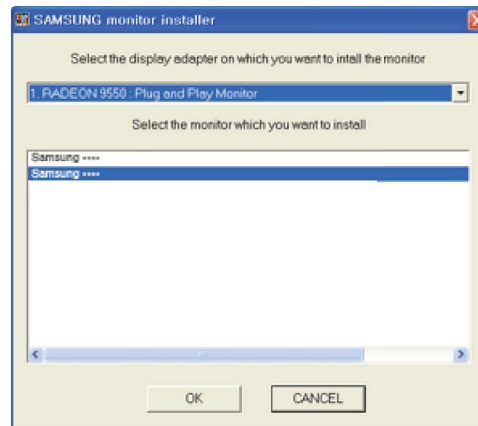 SAMSUNG monitor installer
Select the display adapter on which you want to intall the monitor
1. RADEON 9550 : Plug and Play Monitor
Select the monitor which you want to install
Samsung ----
Samsung ----
OK
CANCEL